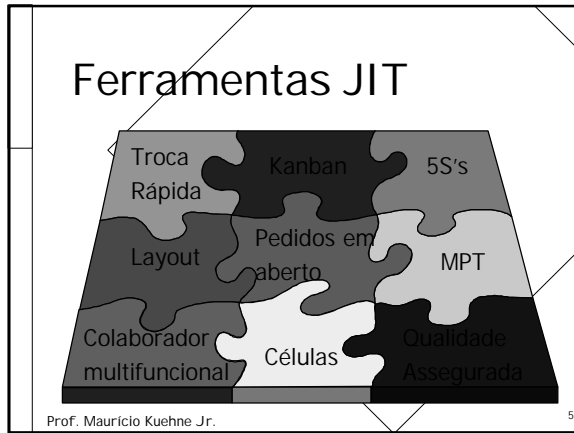 Ferramentas JIT
Troca
Rápida
Kanban
5S's
Layout
Pedidos em
aberto
MPT
Colaborador
multifuncional
Células
Qualidade
Assegurada
Prof. Maurício Kuehne Jr.
5